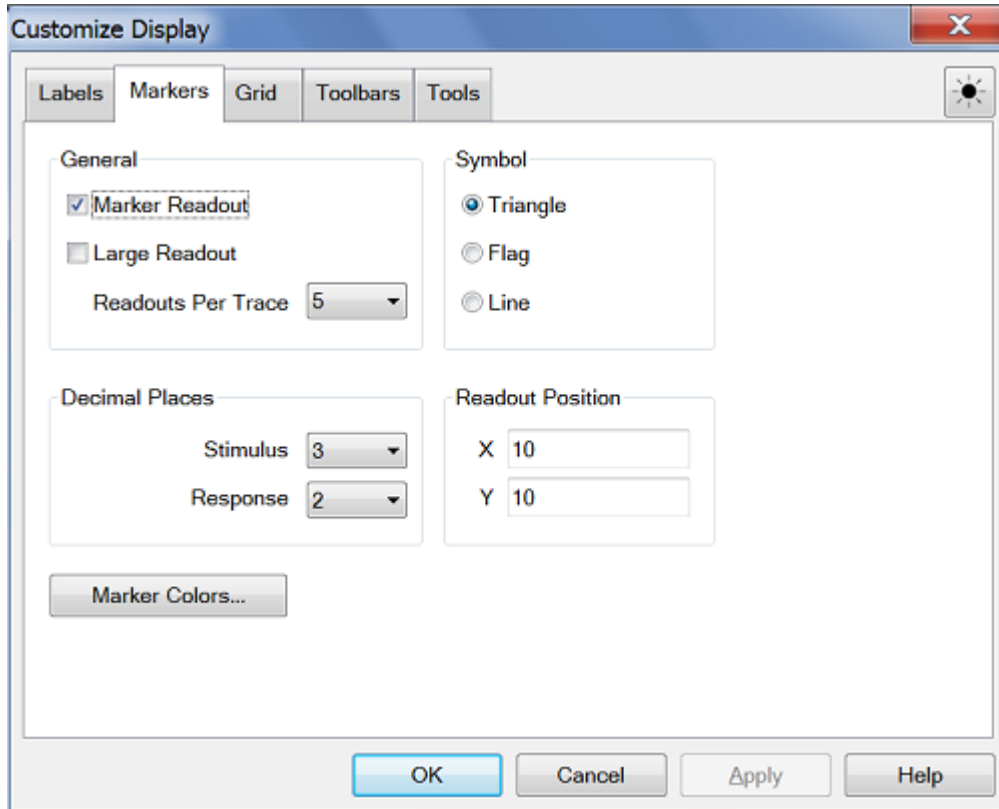 Customize Display
Labels Markers Grid Toolbars Tools
General
Marker Readout
Large Readout
Readouts Per Trace 5
Symbol
Triangle
Flag
Line
Decimal Places
Stimulus 3
Response 2
Readout Position
X 10
Y 10
Marker Colors...
OK Cancel Apply Help